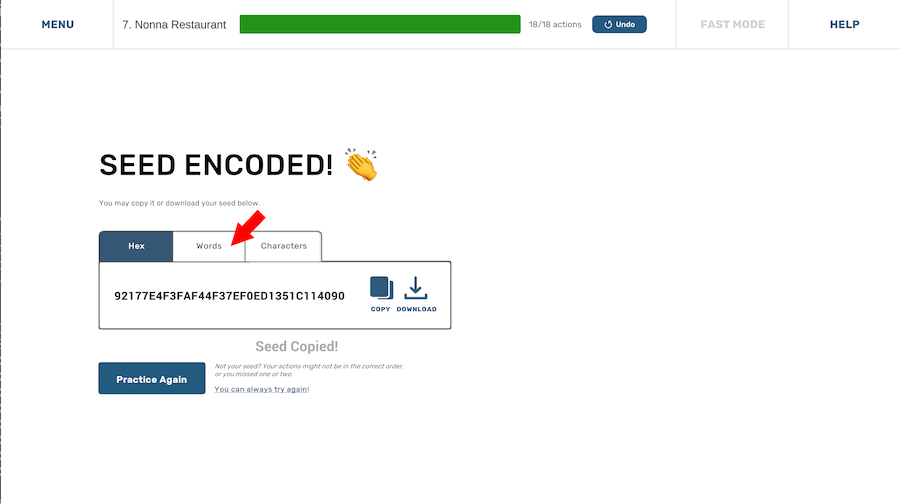 MENU
7. Nonna Restaurant
18/18 actions
Undo
FAST MODE
HELP
SEED ENCODED!
You may copy it or download your seed below.
Hex
Words
Characters
92177E4F3FAF44F37EF0ED1351C114090
COPY
DOWNLOAD
Seed Copied!
Practice Again
Not your seed? Your actions might not be in the correct order,
or you missed one or two.
You can always try again!